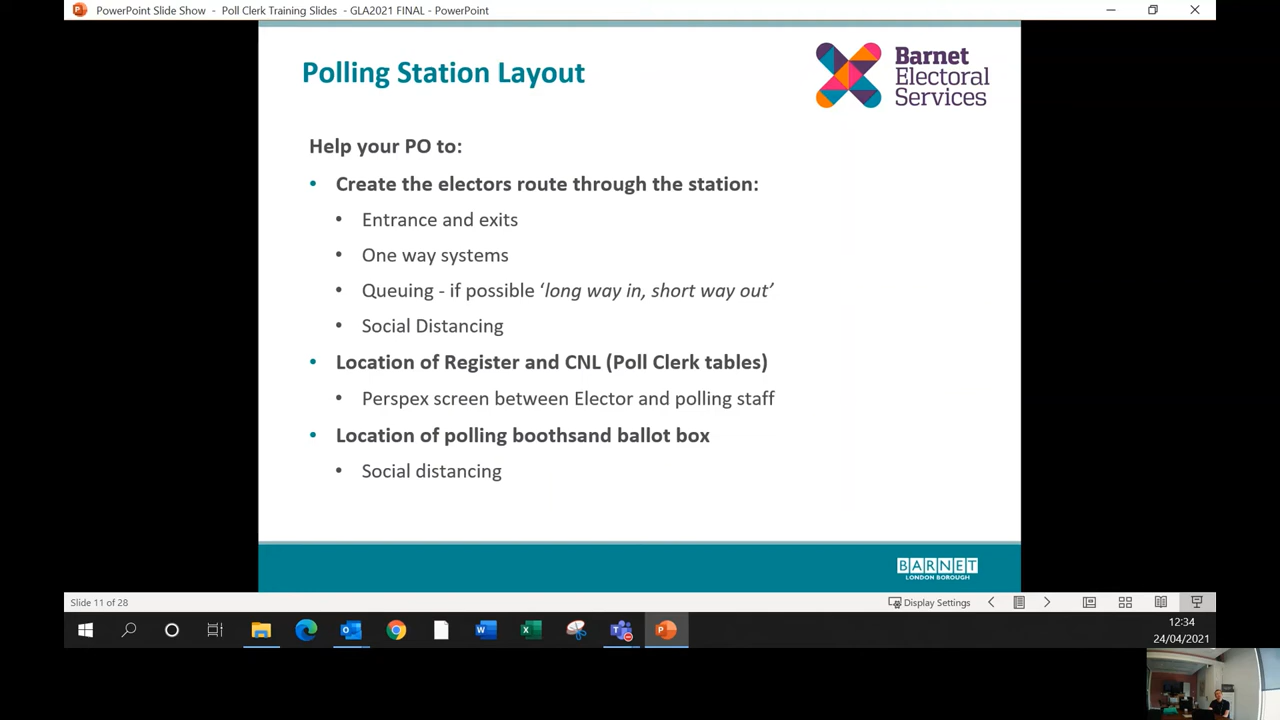 PowerPoint Slide Show - Poll Clerk Training Slides - GLA2021 FINAL - PowerPoint
Polling Station Layout
Barnet
Electoral
Services
Help your PO to:
• Create the electors route through the station:
• Entrance and exits
• One way systems
• Queuing - if possible ‘long way in, short way out’
• Social Distancing
• Location of Register and CNL (Poll Clerk tables)
• Perspex screen between Elector and polling staff
• Location of polling boothsand ballot box
• Social distancing
BARNET
LONDON BOROUGH
Slide 11 of 28
Display Settings
12:34
24/04/2021